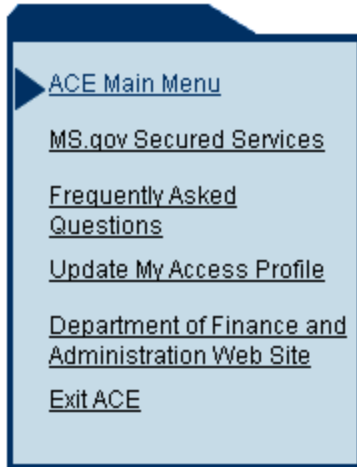 ACE Main Menu
MS.gov Secured Services
Frequently Asked
Questions
Update My Access Profile
Department of Finance and
Administration Web Site
Exit ACE